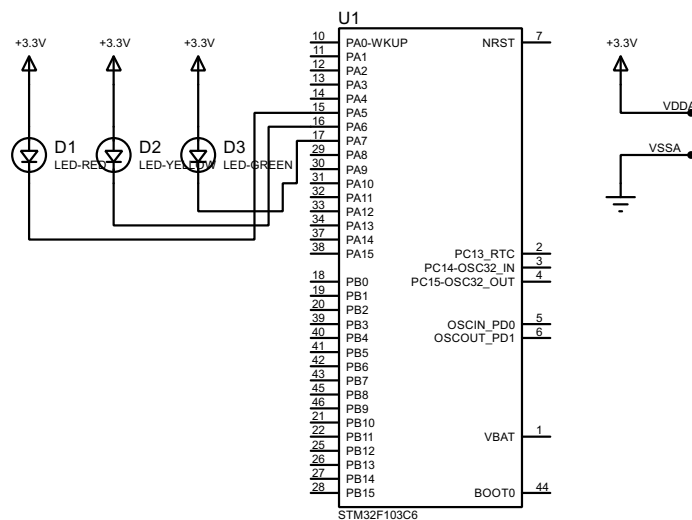 U1
+3.3V
+3.3V
+3.3V
+3.3V
10 PA0-WKUP NRST 7
11 PA1
12 PA2
13 PA3
14 PA4
15 PA5
16 PA6
17 PA7
29 PA8
30 PA9
31 PA10
32 PA11
33 PA12
34 PA13
37 PA14
38 PA15
PC13_RTC 2
PC14-OSC32_IN 3
PC15-OSC32_OUT 4
18 PB0
19 PB1
20 PB2
39 PB3
40 PB4
41 PB5
42 PB6
43 PB7
45 PB8
46 PB9
21 PB10
22 PB11
25 PB12
26 PB13
27 PB14
28 PB15
OSCIN_PD0 5
OSCOUT_PD1 6
VBAT 1
BOOT0 44
STM32F103C6
D1
LED-RED
D2
LED-YELLOW
D3
LED-GREEN
VDDA
VSSA